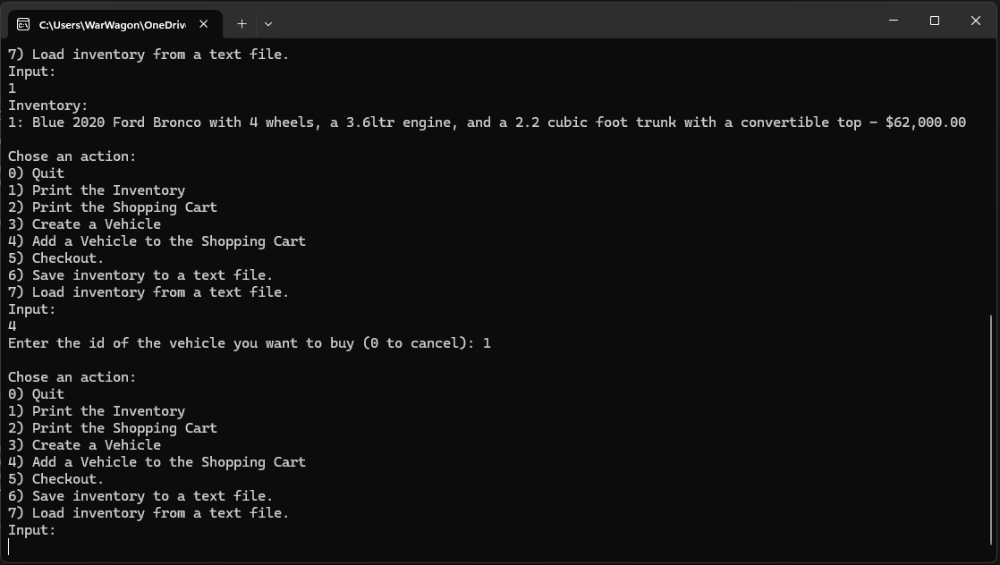 C:\Users\WarWagon\OneDriv
7) Load inventory from a text file.
Input:
1
Inventory:
1: Blue 2020 Ford Bronco with 4 wheels, a 3.6ltr engine, and a 2.2 cubic foot trunk with a convertible top - $62,000.00
Chose an action:
0) Quit
1) Print the Inventory
2) Print the Shopping Cart
3) Create a Vehicle
4) Add a Vehicle to the Shopping Cart
5) Checkout.
6) Save inventory to a text file.
7) Load inventory from a text file.
Input:
4
Enter the id of the vehicle you want to buy (0 to cancel): 1
Chose an action:
0) Quit
1) Print the Inventory
2) Print the Shopping Cart
3) Create a Vehicle
4) Add a Vehicle to the Shopping Cart
5) Checkout.
6) Save inventory to a text file.
7) Load inventory from a text file.
Input: